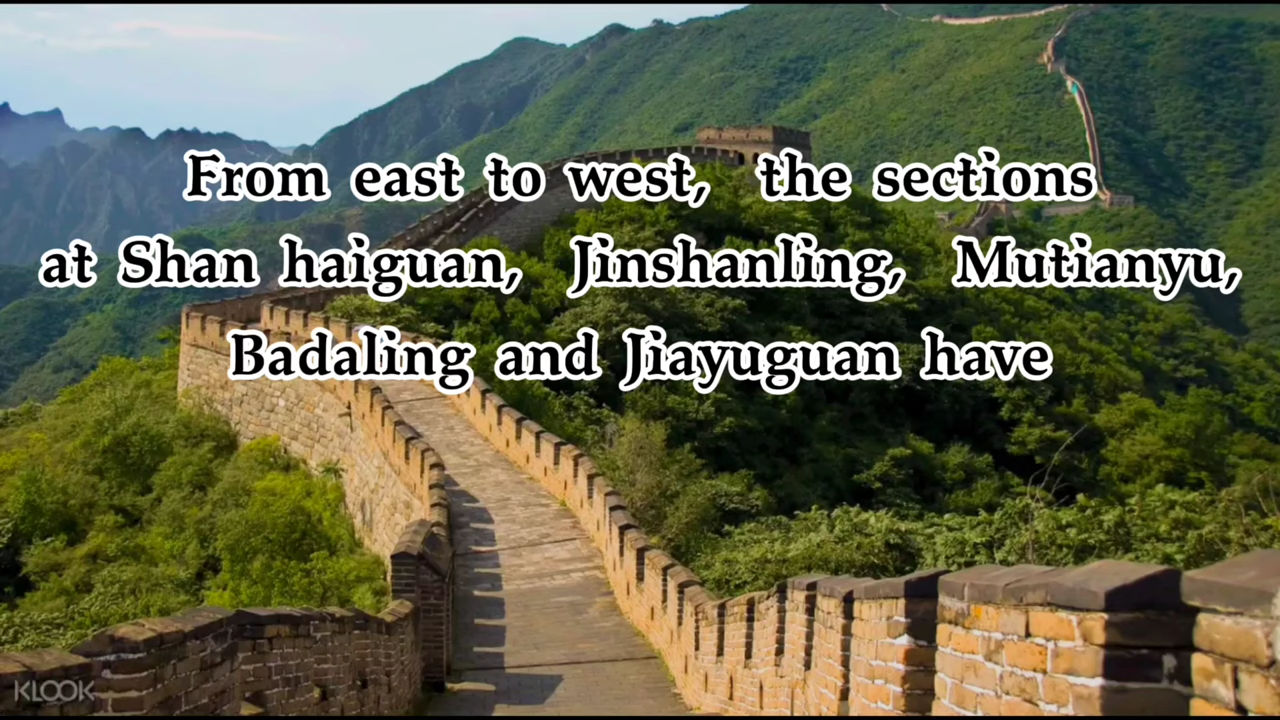 From east to west, the sections
at Shan haiguan, Jinshanling, Mutianyu,
Badaling and Jiayuguan have
KLOOK